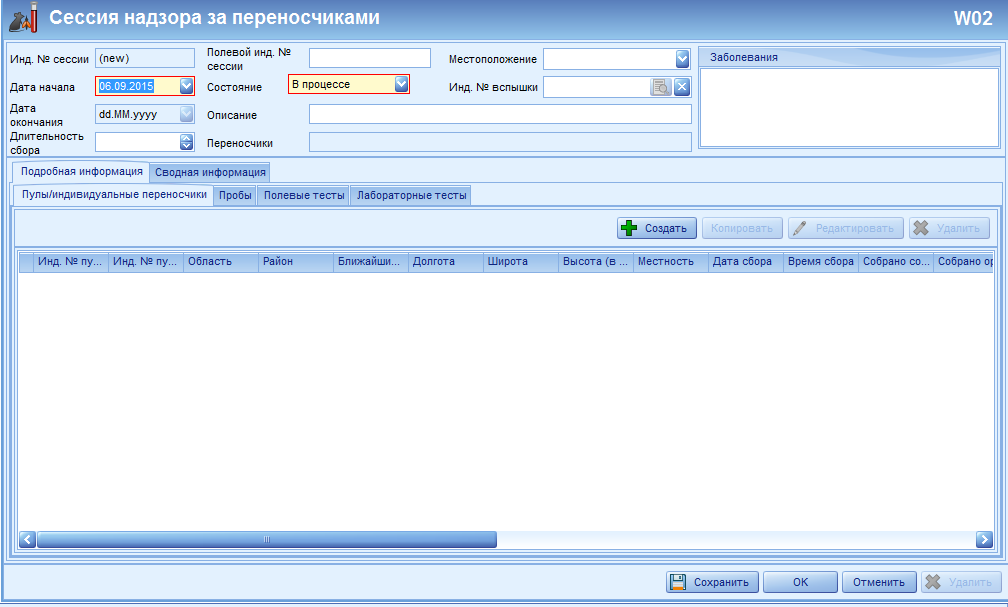 Сессия надзора за переносчиками
W02
Инд. № сессии
(new)
Полевой инд. №
сессии
Местоположение
Заболевания
Дата начала
06.09.2015
Состояние
В процессе
Инд. № вспышки
Дата
окончания
dd.MM.yyyy
Описание
Длительность
сбора
Переносчики
Подробная информация
Сводная информация
Пулы/индивидуальные переносчики
Пробы
Полевые тесты
Лабораторные тесты
Создать
Копировать
Редактировать
Удалить
Инд. № пу...
Инд. № пу...
Область
Район
Ближайши...
Долгота
Широта
Высота (в ...
Местность
Дата сбора
Время сбора
Собрано со...
Собрано ор
Сохранить
ОК
Отменить
Удалить